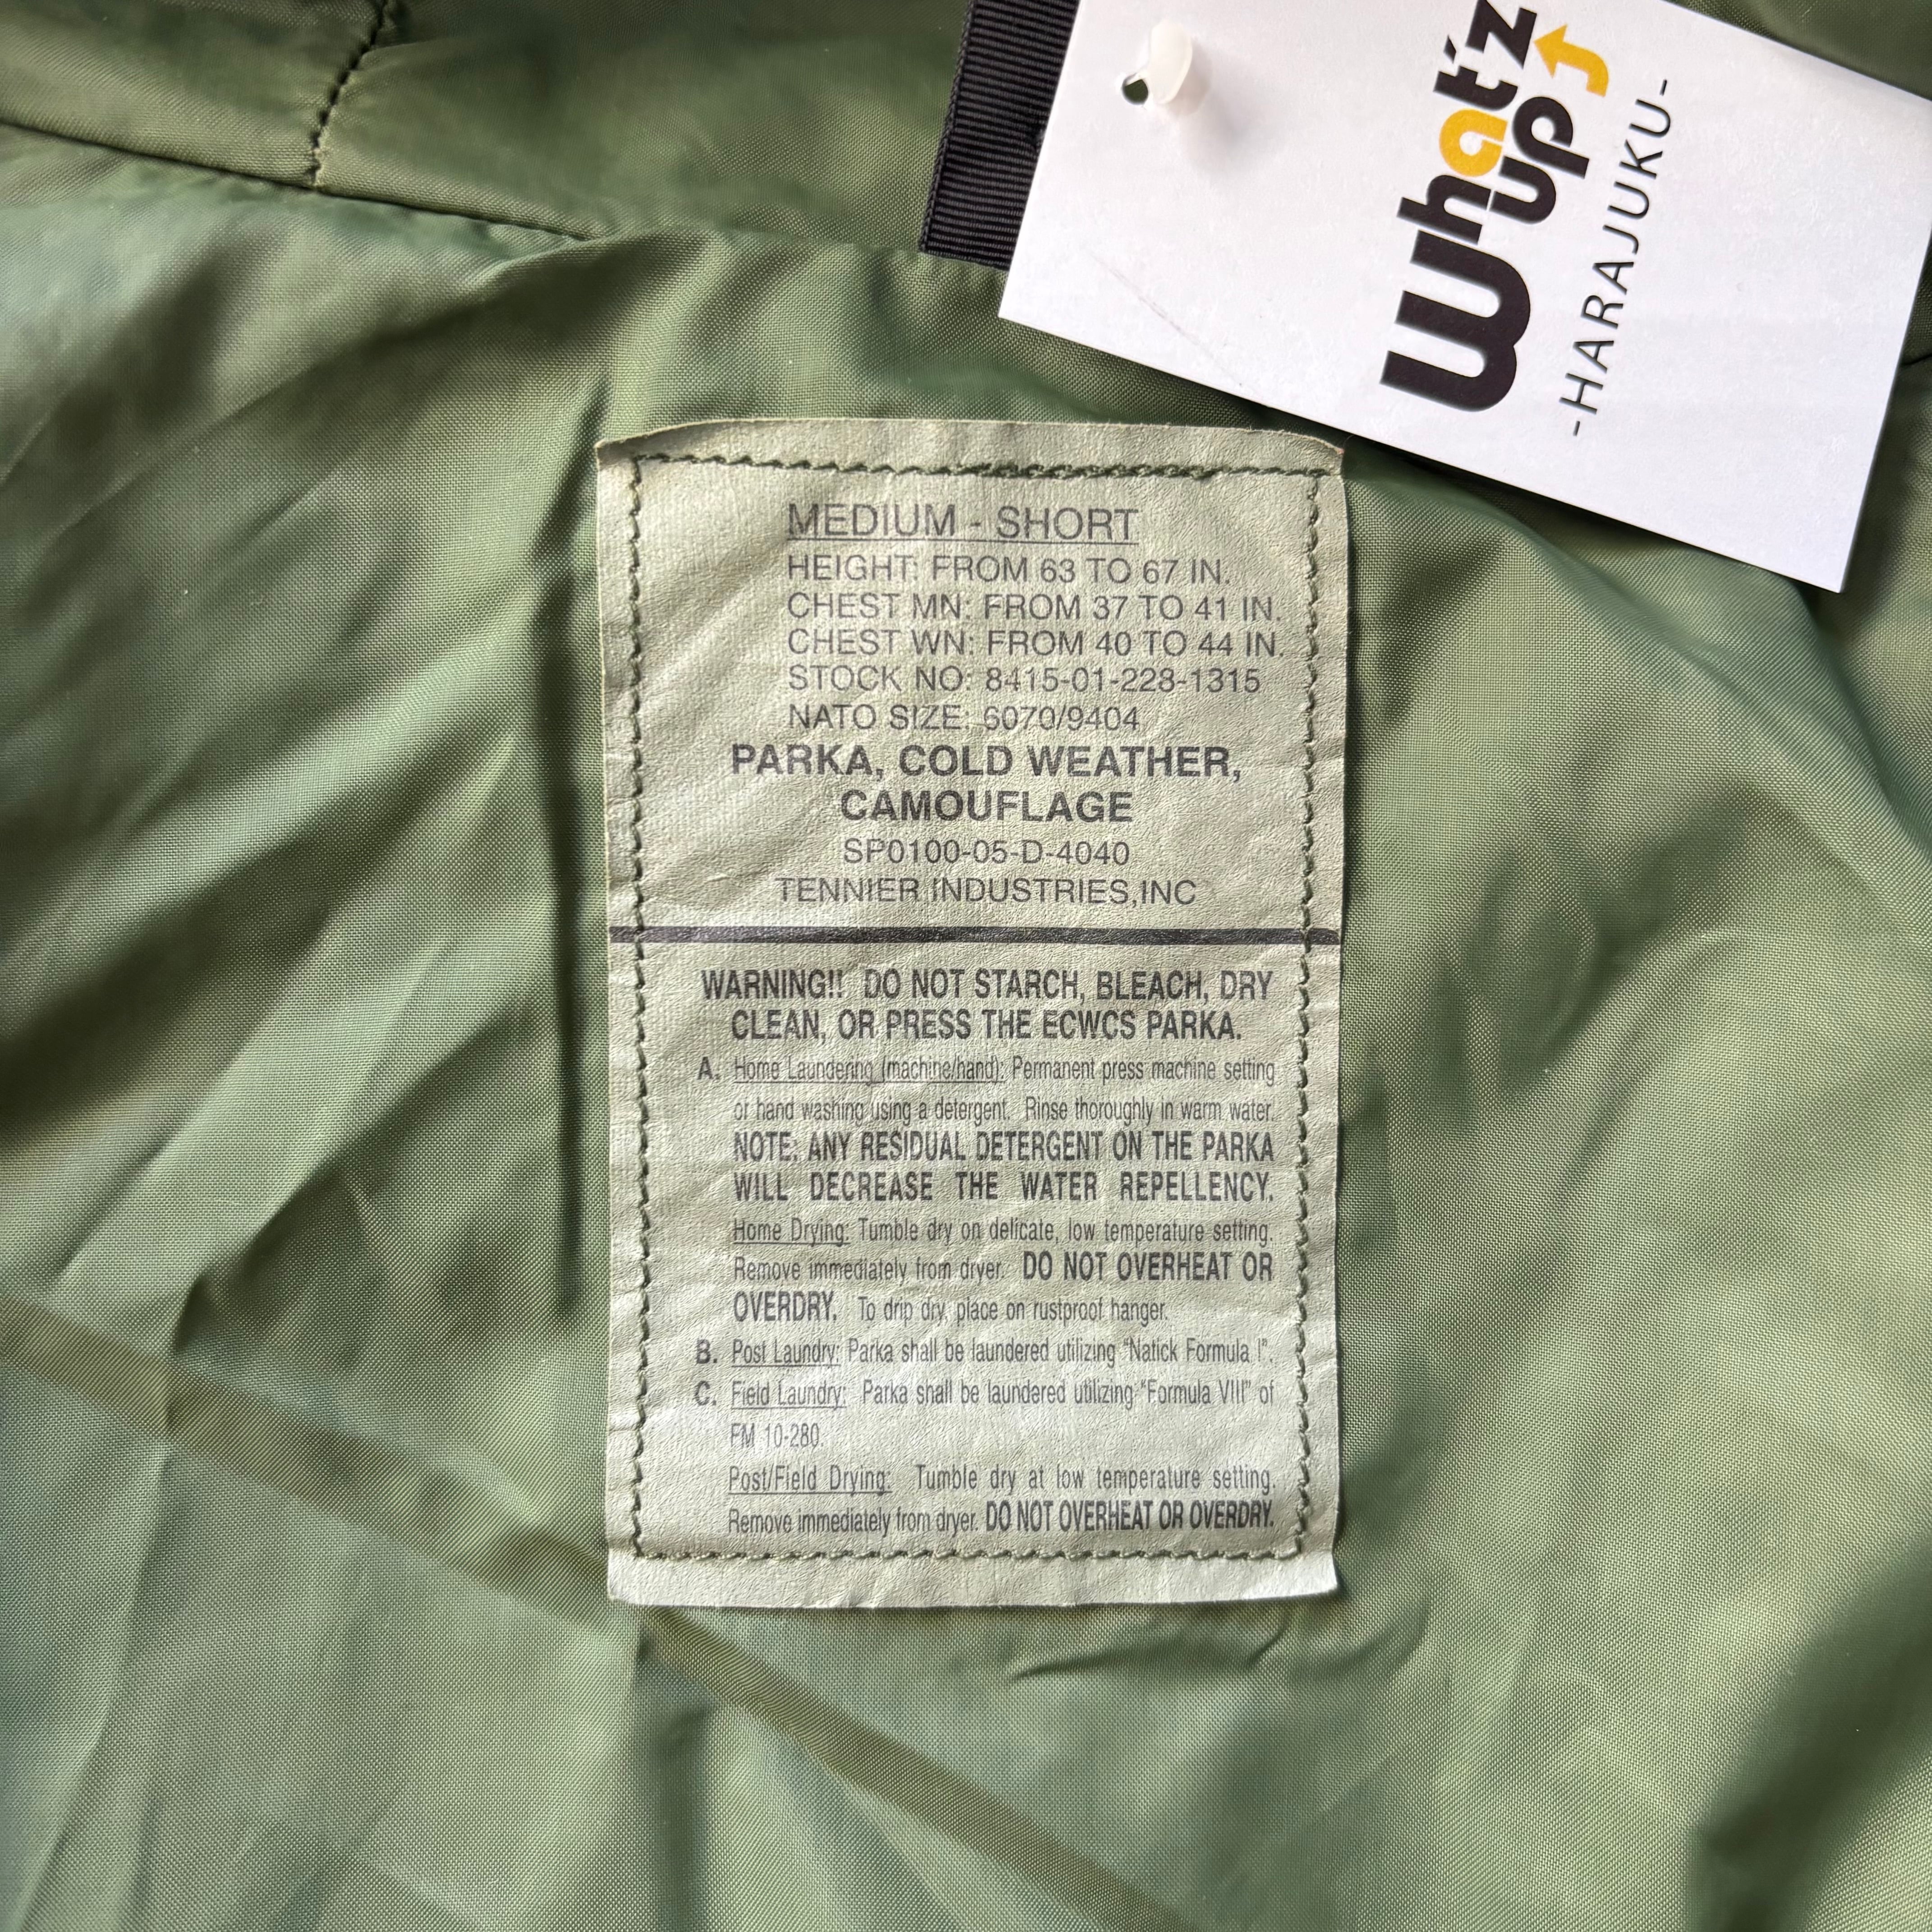 What'z
up
-HARAJUKU-
MEDIUM - SHORT
HEIGHT: FROM 63 TO 67 IN.
CHEST MN: FROM 37 TO 41 IN.
CHEST WN: FROM 40 TO 44 IN.
STOCK NO: 8415-01-228-1315
NATO SIZE: 6070/9404
PARKA, COLD WEATHER,
CAMOUFLAGE
SP0100-05-D-4040
TENNIER INDUSTRIES,INC
WARNING!! DO NOT STARCH, BLEACH, DRY
CLEAN, OR PRESS THE ECWCS PARKA.
A. Home Laundering (machine/hand): Permanent press machine setting
or hand washing using a detergent. Rinse thoroughly in warm water.
NOTE: ANY RESIDUAL DETERGENT ON THE PARKA
WILL DECREASE THE WATER REPELLENCY.
Home Drying: Tumble dry on delicate, low temperature setting.
Remove immediately from dryer. DO NOT OVERHEAT OR
OVERDRY. To drip dry, place on rustproof hanger.
B. Post Laundry: Parka shall be laundered utilizing "Natick Formula I".
C. Field Laundry: Parka shall be laundered utilizing "Formula VIII" of
FM 10-280.
Post/Field Drying: Tumble dry at low temperature setting.
Remove immediately from dryer. DO NOT OVERHEAT OR OVERDRY.